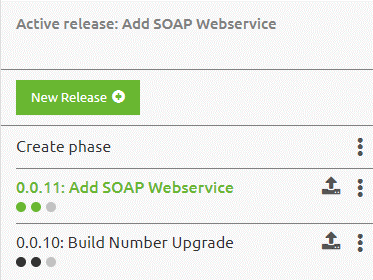 Active release: Add SOAP Webservice
New Release
Create phase
0.0.11: Add SOAP Webservice
0.0.10: Build Number Upgrade